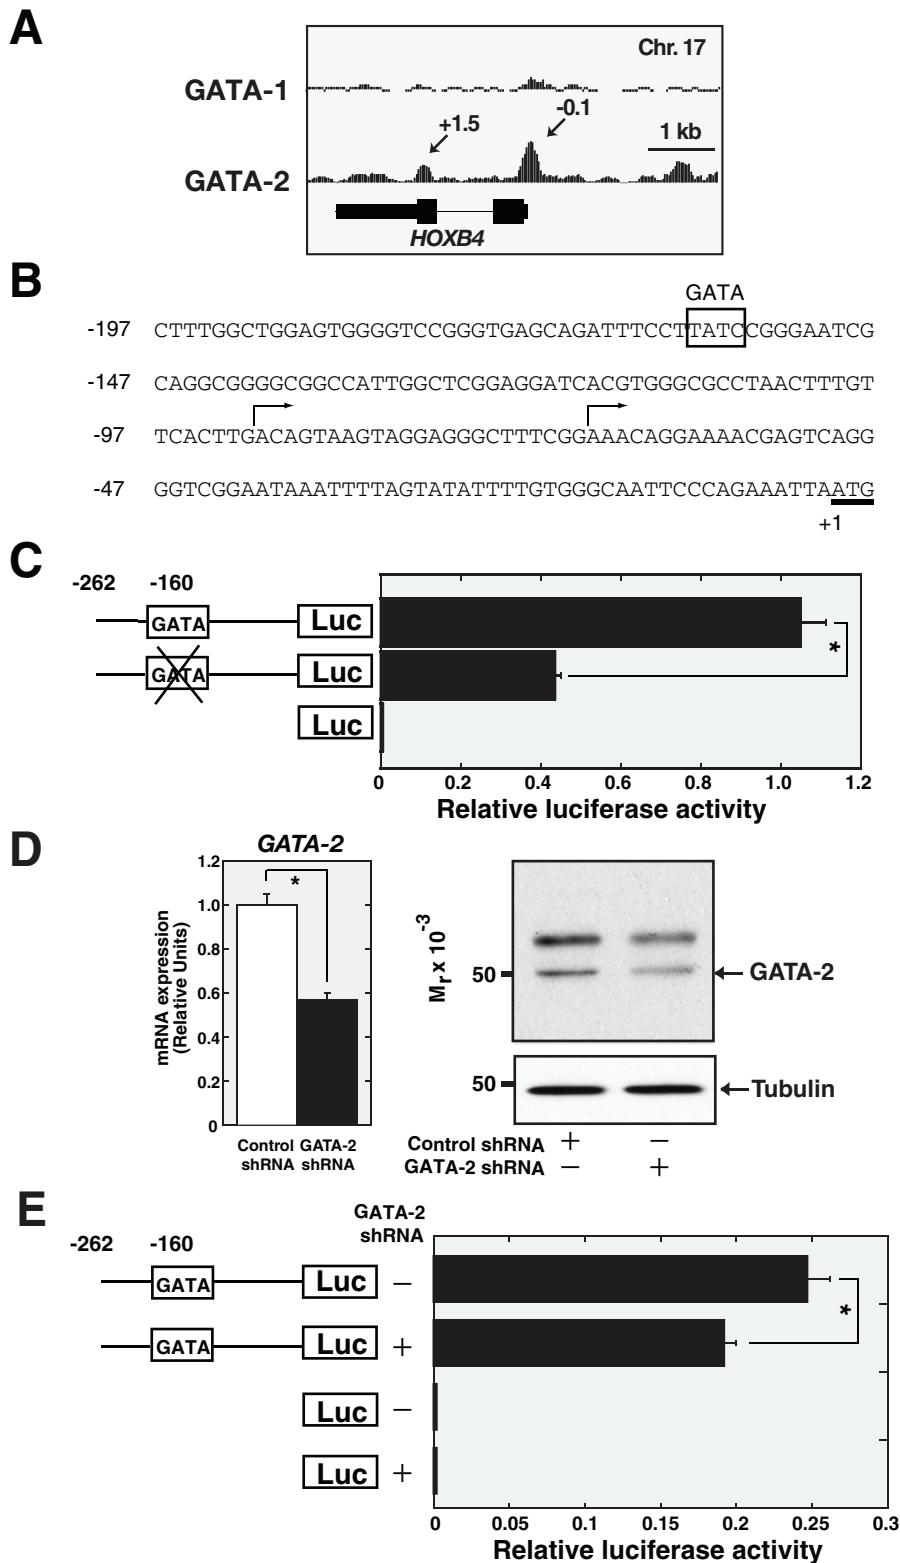 A
Chr. 17
GATA-1
-0.1
+1.5
1 kb
GATA-2
HOXB4
B
GATA
-197 CTTTGGCTGGAGTGGGGTCCGGGTGAGCAGATTTCCTTATCCGGGAATCG
-147 CAGGCGGGGCGGCCATTGGCTCGGAGGATCACGTGGGCGCCTAACTTTGT
-97 TCACTTGACAGTAAGTAGGAGGGCTTTCGGAAACAGGAAAACGAGTCAGG
-47 GGTCGGAATAAATTTTAGTATATTTTGTGGGCAATTCCCAGAAATTAATG
+1
C
-262 -160
GATA Luc
*
GATA Luc
Luc
0 0.2 0.4 0.6 0.8 1.0 1.2
Relative luciferase activity
D
GATA-2
mRNA expression
(Relative Units)
1.2
*
1.0
0.8
0.6
0.4
0.2
0
Control GATA-2
shRNA shRNA
Mr x 10-3
50
GATA-2
50
Tubulin
Control shRNA + −
GATA-2 shRNA − +
E
GATA-2
shRNA
-262 -160
GATA Luc −
*
GATA Luc +
Luc −
Luc +
0 0.05 0.1 0.15 0.2 0.25 0.3
Relative luciferase activity